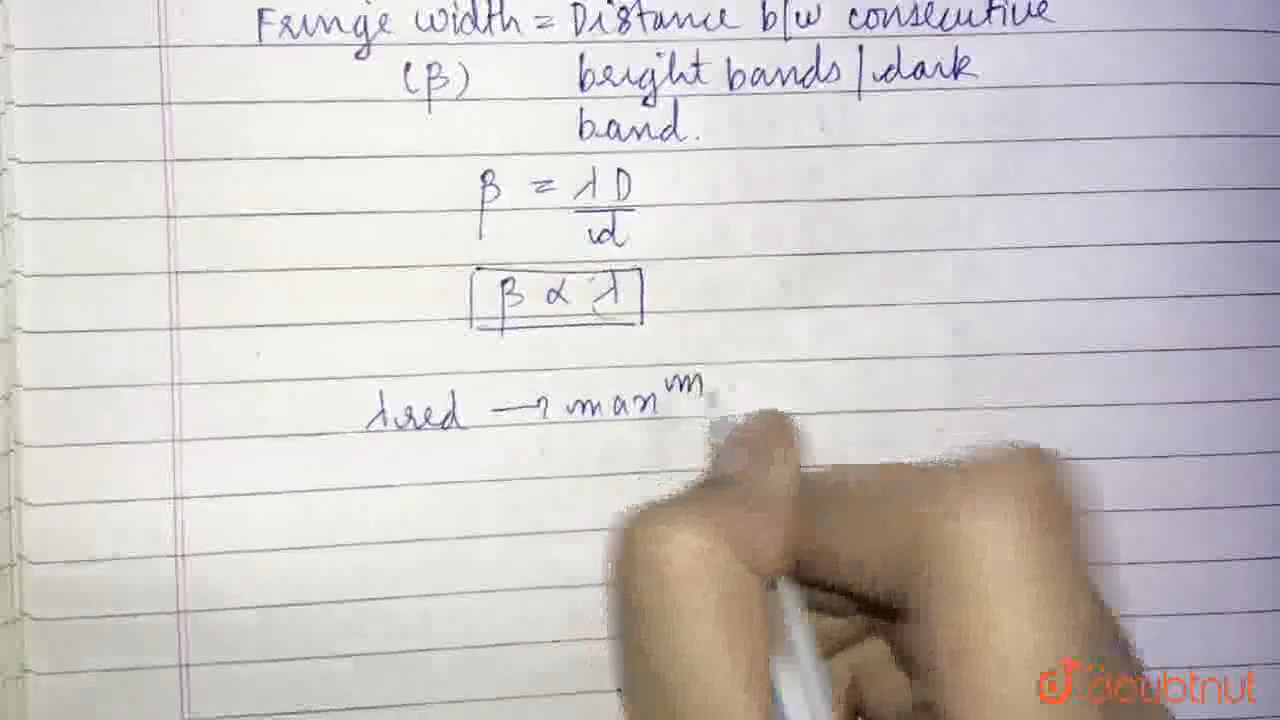 Fringe width = Distance b/w consecutive
(β) bright bands / dark
band.
β = λD
d
β ∝ λ
λred → maxᵐ
doubtnut